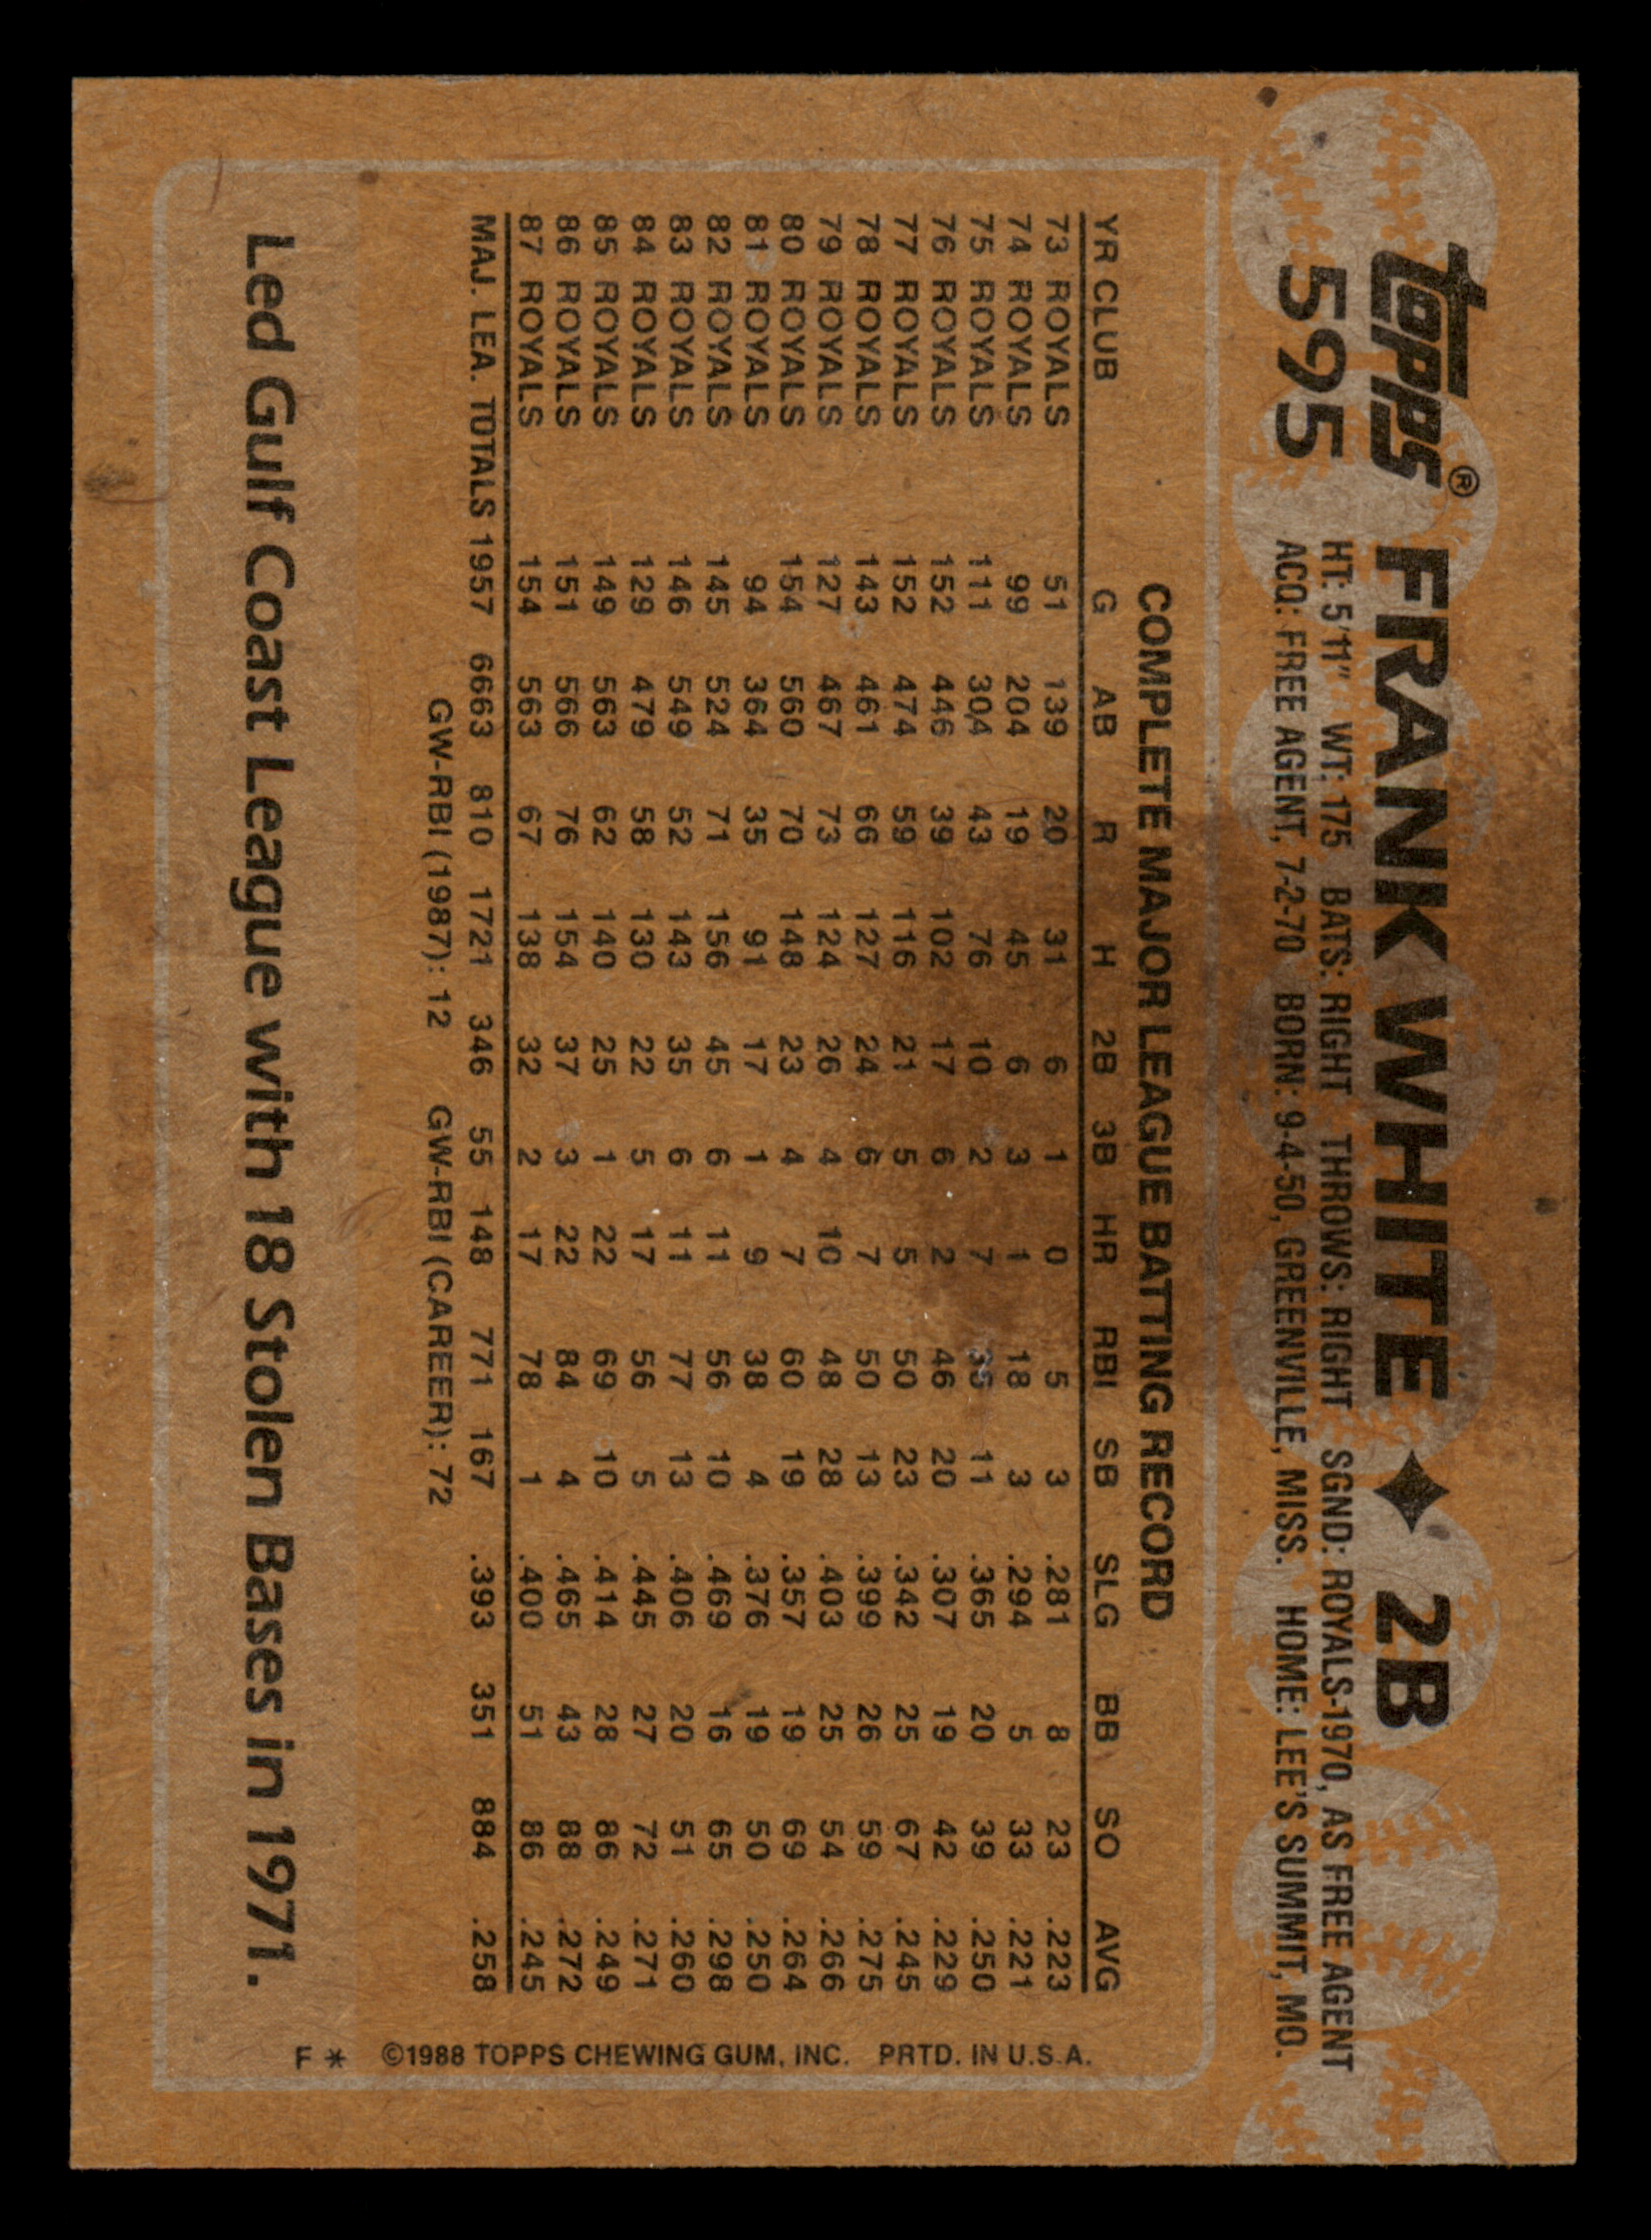 topps® FRANK WHITE ✦ 2B
595
HT: 5'11" WT: 175 BATS: RIGHT THROWS: RIGHT SGND: ROYALS-1970, AS FREE AGENT
ACQ: FREE AGENT, 7-2-70 BORN: 9-4-50, GREENVILLE, MISS. HOME: LEE'S SUMMIT, MO.
COMPLETE MAJOR LEAGUE BATTING RECORD
YR CLUB G AB R H 2B 3B HR RBI SB SLG BB SO AVG
73 ROYALS 51 139 20 31 6 1 0 5 3 .281 8 23 .223
74 ROYALS 99 204 19 45 6 3 1 18 3 .294 5 33 .221
75 ROYALS 111 304 43 76 10 2 7 36 11 .365 20 39 .250
76 ROYALS 152 446 39 102 17 6 2 46 20 .307 19 42 .229
77 ROYALS 152 474 59 116 21 5 5 50 23 .342 25 67 .245
78 ROYALS 143 461 66 127 24 6 7 50 13 .399 26 59 .275
79 ROYALS 127 467 73 124 26 4 10 48 28 .403 25 54 .266
80 ROYALS 154 560 70 148 23 4 7 60 19 .357 19 69 .264
81 ROYALS 94 364 35 91 17 1 9 38 4 .376 19 50 .250
82 ROYALS 145 524 71 156 45 6 11 56 10 .469 16 65 .298
83 ROYALS 146 549 52 143 35 6 11 77 13 .406 20 51 .260
84 ROYALS 129 479 58 130 22 5 17 56 5 .445 27 72 .271
85 ROYALS 149 563 62 140 25 1 22 69 10 .414 28 86 .249
86 ROYALS 151 566 76 154 37 3 22 84 4 .465 43 88 .272
87 ROYALS 154 563 67 138 32 2 17 78 1 .400 51 86 .245
MAJ. LEA. TOTALS 1957 6663 810 1721 346 55 148 771 167 .393 351 884 .258
GW-RBI (1987): 12 GW-RBI (CAREER): 72
Led Gulf Coast League with 18 Stolen Bases in 1971.
F * ©1988 TOPPS CHEWING GUM, INC. PRTD. IN U.S.A.